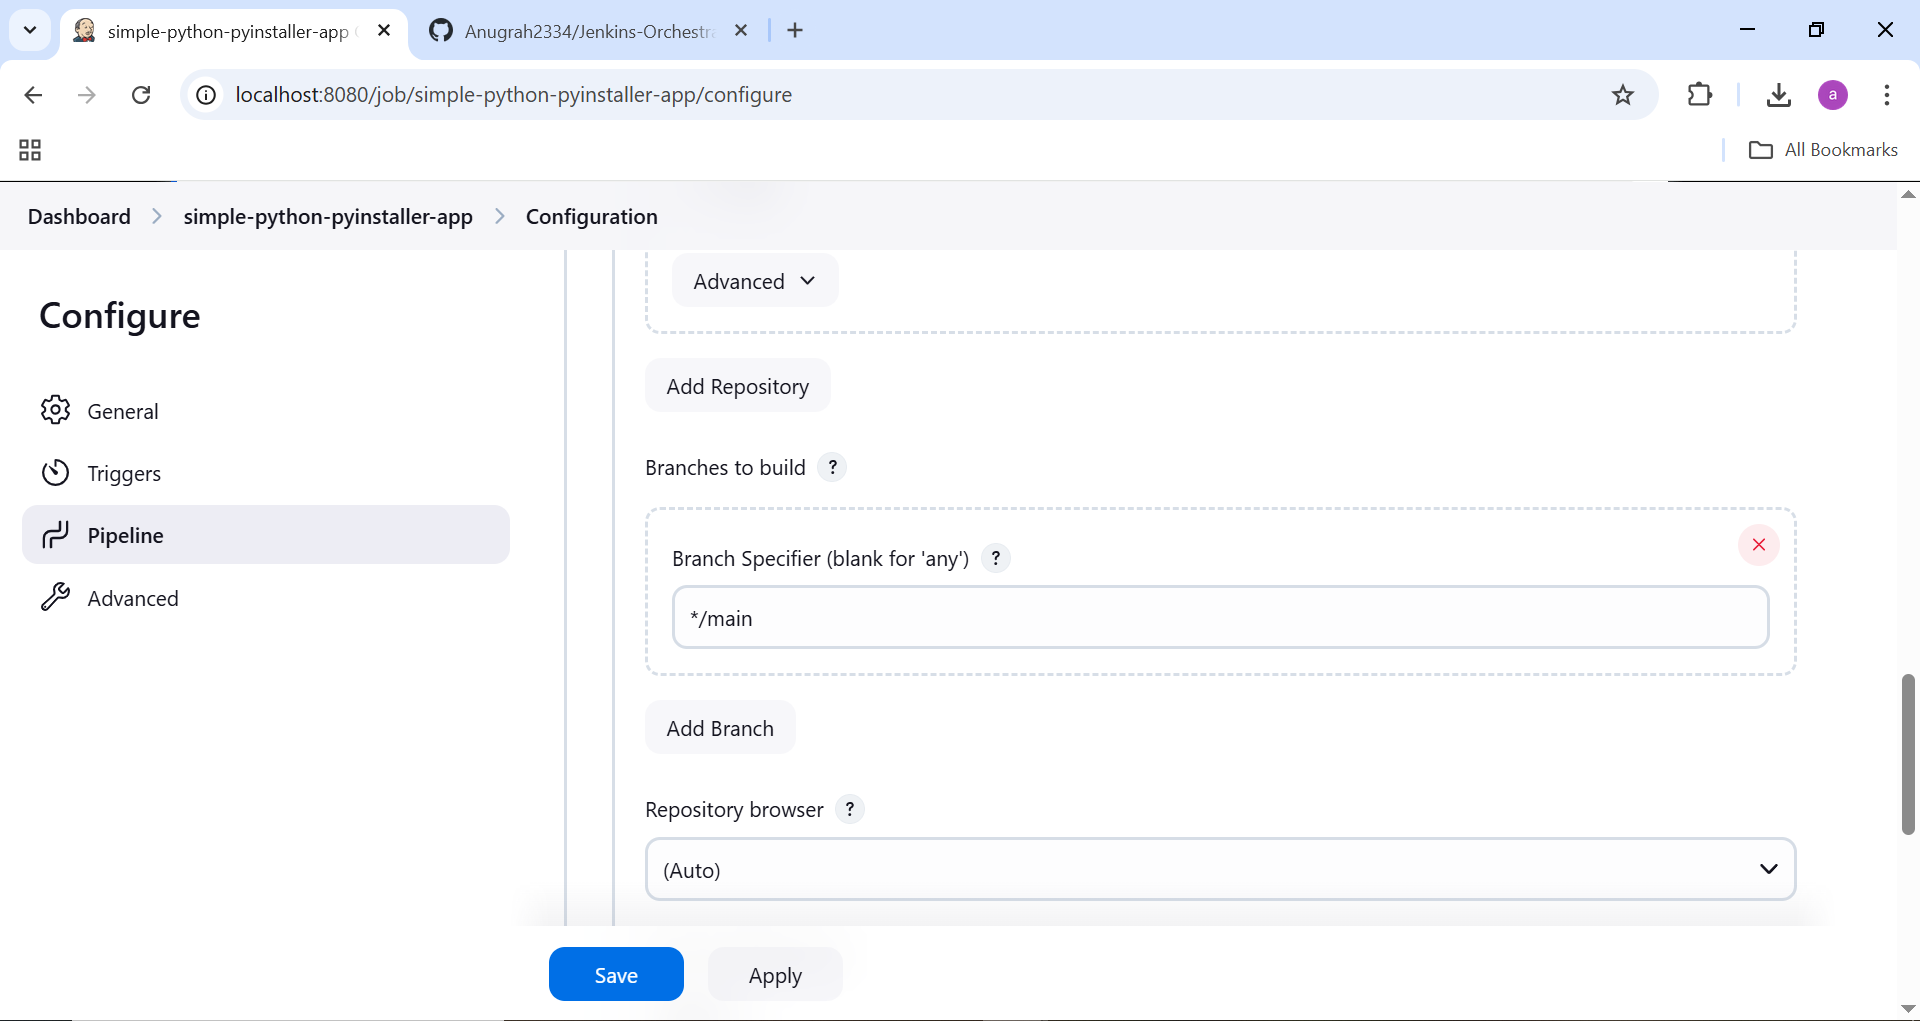 simple-python-pyinstaller-app
Anugrah2334/Jenkins-Orchestra
localhost:8080/job/simple-python-pyinstaller-app/configure
a
All Bookmarks
Dashboard > simple-python-pyinstaller-app > Configuration
Configure
General
Triggers
Pipeline
Advanced
Advanced
Add Repository
Branches to build ?
Branch Specifier (blank for 'any') ?
*/main
Add Branch
Repository browser ?
(Auto)
Save
Apply